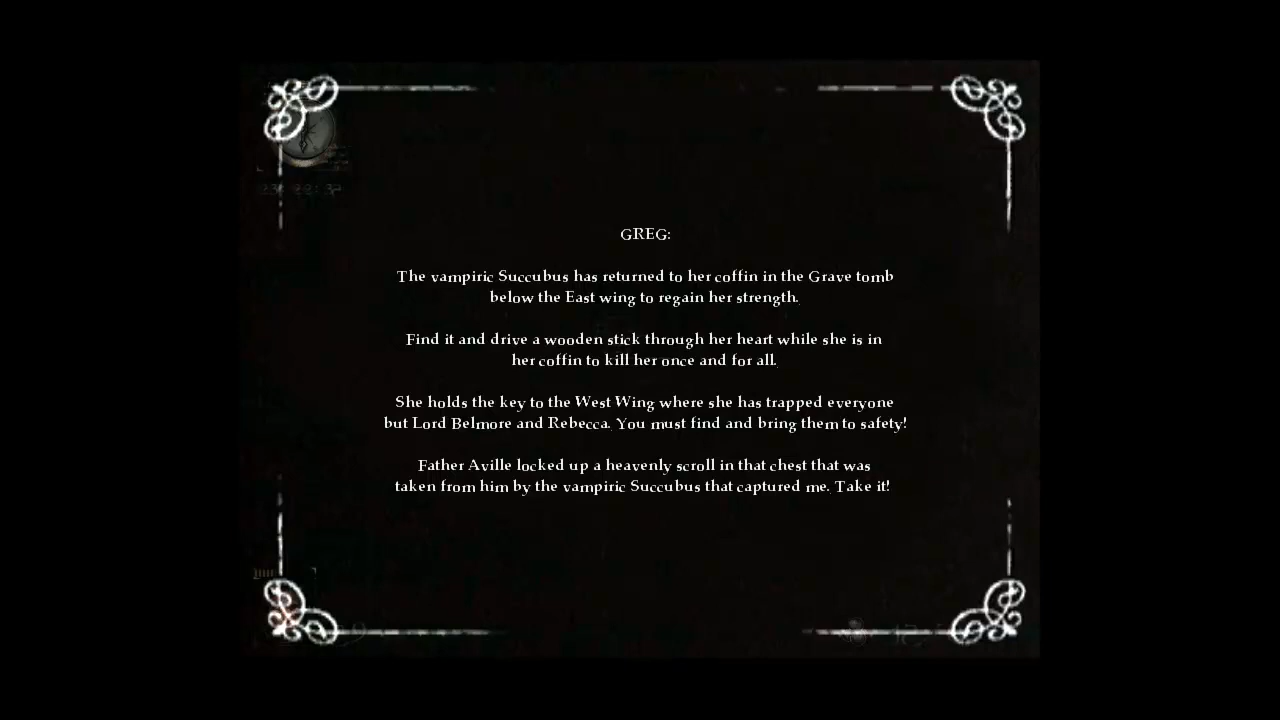 GREG:
The vampiric Succubus has returned to her coffin in the Grave tomb
below the East wing to regain her strength.
Find it and drive a wooden stick through her heart while she is in
her coffin to kill her once and for all.
She holds the key to the West Wing where she has trapped everyone
but Lord Belmore and Rebecca. You must find and bring them to safety!
Father Aville locked up a heavenly scroll in that chest that was
taken from him by the vampiric Succubus that captured me. Take it!